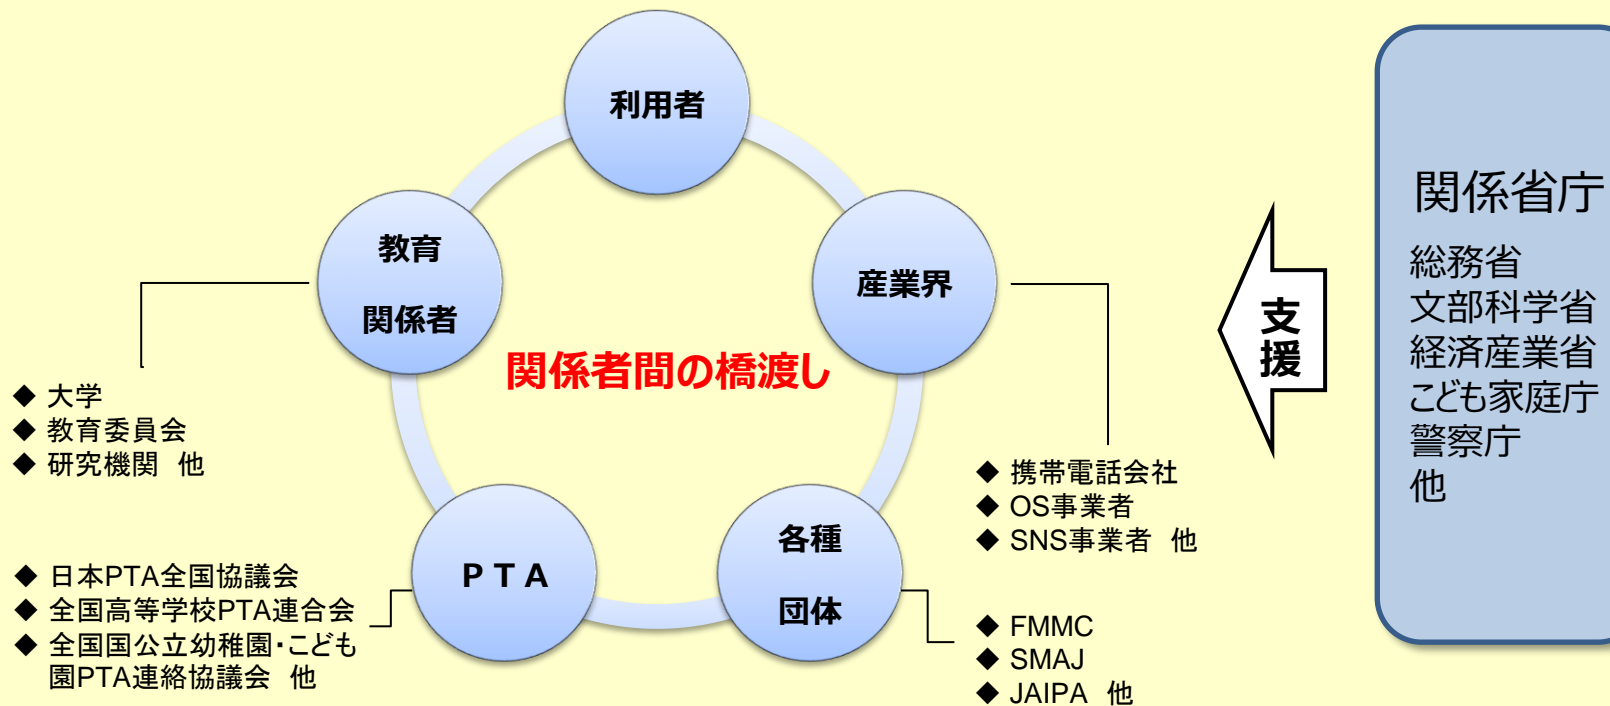 利用者
教育
関係者
産業界
関係者間の橋渡し
◆ 大学
◆ 教育委員会
◆ 研究機関 他
◆ 携帯電話会社
◆ OS事業者
◆ SNS事業者 他
PTA
各種
団体
◆ 日本PTA全国協議会
◆ 全国高等学校PTA連合会
◆ 全国国公立幼稚園・こども
園PTA連絡協議会 他
◆ FMMC
◆ SMAJ
◆ JAIPA 他
支
援
関係省庁
総務省
文部科学省
経済産業省
こども家庭庁
警察庁
他